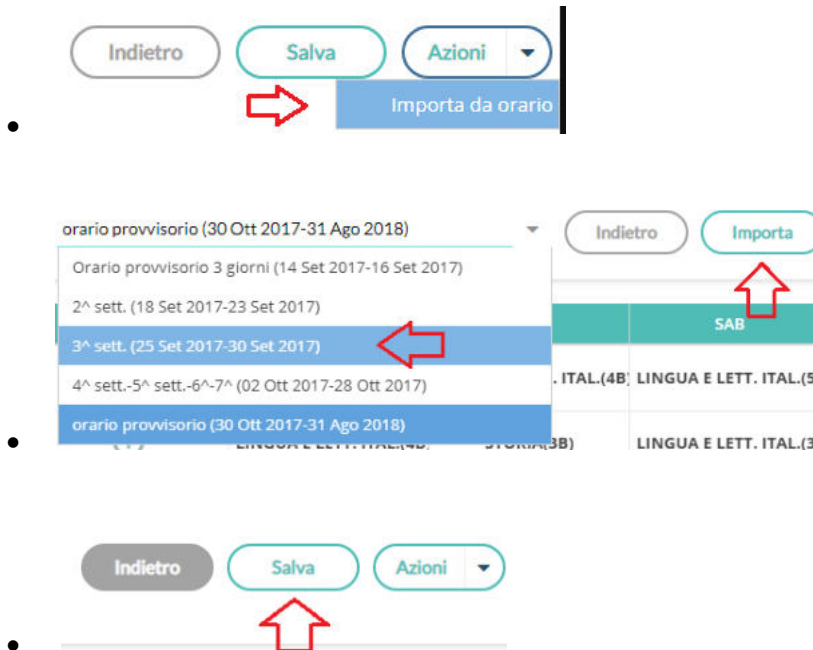 Indietro Salva Azioni
Importa da orario
orario provvisorio (30 Ott 2017-31 Ago 2018) Indietro Importa
Orario provvisorio 3 giorni (14 Set 2017-16 Set 2017)
2^ sett. (18 Set 2017-23 Set 2017)
SAB
3^ sett. (25 Set 2017-30 Set 2017)
4^ sett.-5^ sett.-6^-7^ (02 Ott 2017-28 Ott 2017) . ITAL.(4B) LINGUA E LETT. ITAL.(5
orario provvisorio (30 Ott 2017-31 Ago 2018)
LINGUA E LETT. ITAL.(4B) STORIA(3B) LINGUA E LETT. ITAL.(3
Indietro Salva Azioni